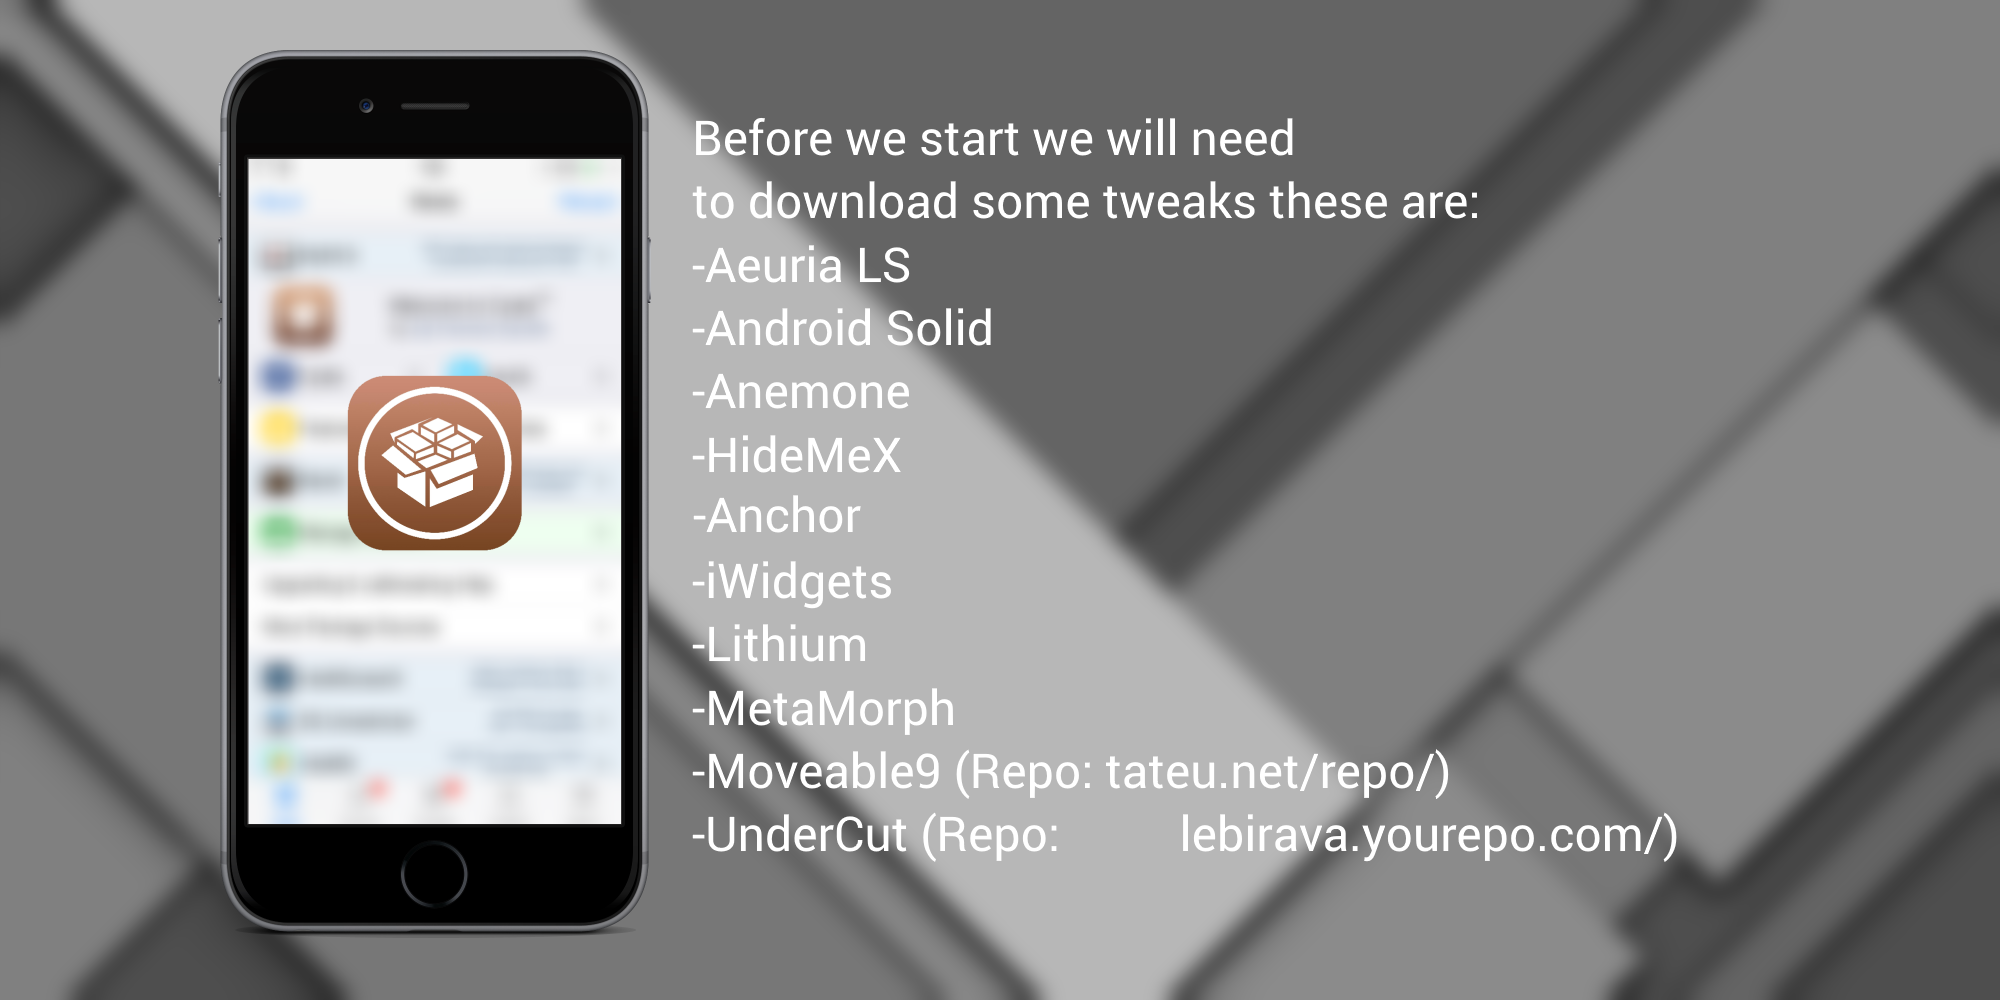 Before we start we will need
to download some tweaks these are:
-Aeuria LS
-Android Solid
-Anemone
-HideMeX
-Anchor
-iWidgets
-Lithium
-MetaMorph
-Moveable9 (Repo: tateu.net/repo/)
-UnderCut (Repo: lebirava.yourepo.com/)